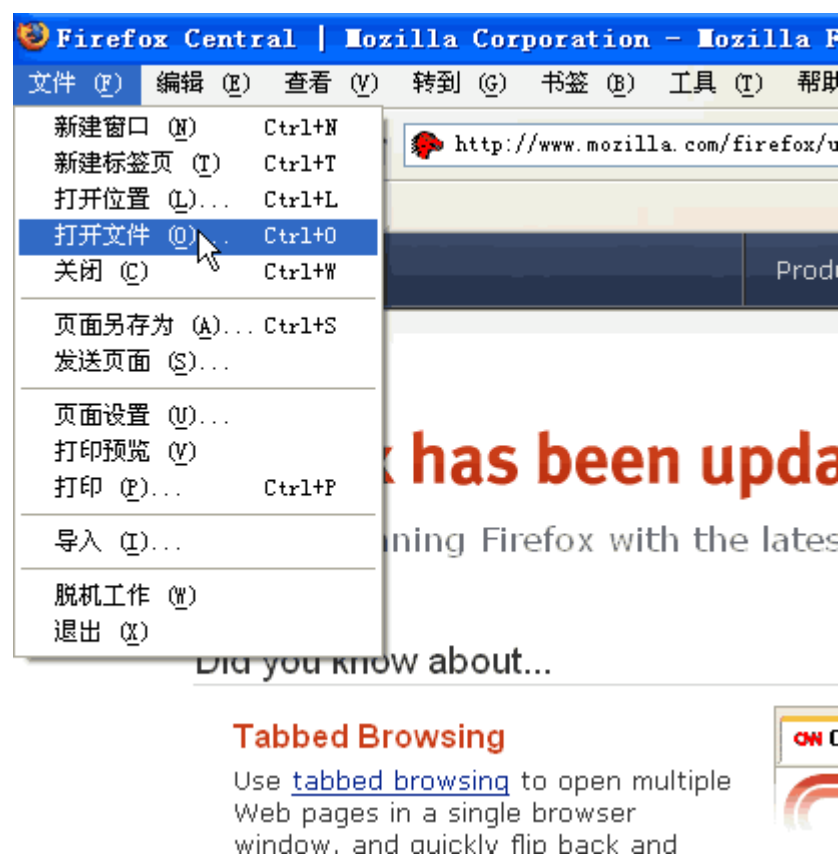 Firefox Central | Mozilla Corporation - Mozilla F
文件 (F) 编辑 (E) 查看 (V) 转到 (G) 书签 (B) 工具 (T) 帮助
新建窗口 (N) Ctrl+N
http://www.mozilla.com/firefox/u
新建标签页 (T) Ctrl+T
打开位置 (L)... Ctrl+L
打开文件 (O)... Ctrl+O
关闭 (C) Ctrl+W
Produ
页面另存为 (A)... Ctrl+S
发送页面 (S)...
页面设置 (U)...
打印预览 (V)
x has been upda
打印 (P)... Ctrl+P
导入 (I)...
ning Firefox with the lates
脱机工作 (W)
退出 (X)
Did you know about...
Tabbed Browsing
CNN C
Use tabbed browsing to open multiple
Web pages in a single browser
window, and quickly flip back and